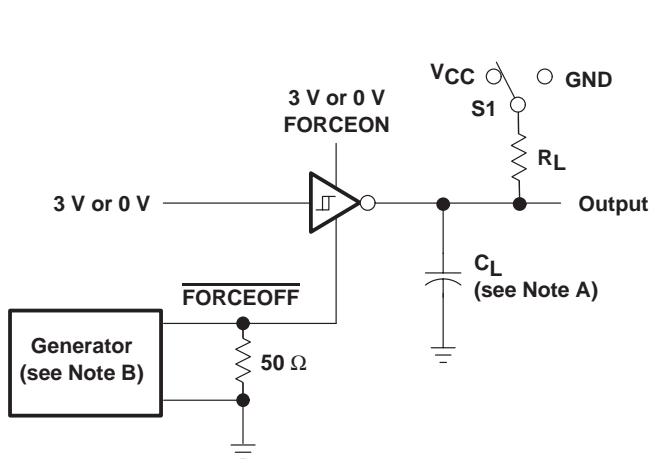 VCC
GND
S1
3 V or 0 V
FORCEON
RL
3 V or 0 V
Output
CL
(see Note A)
FORCEOFF
Generator
(see Note B)
50 Ω